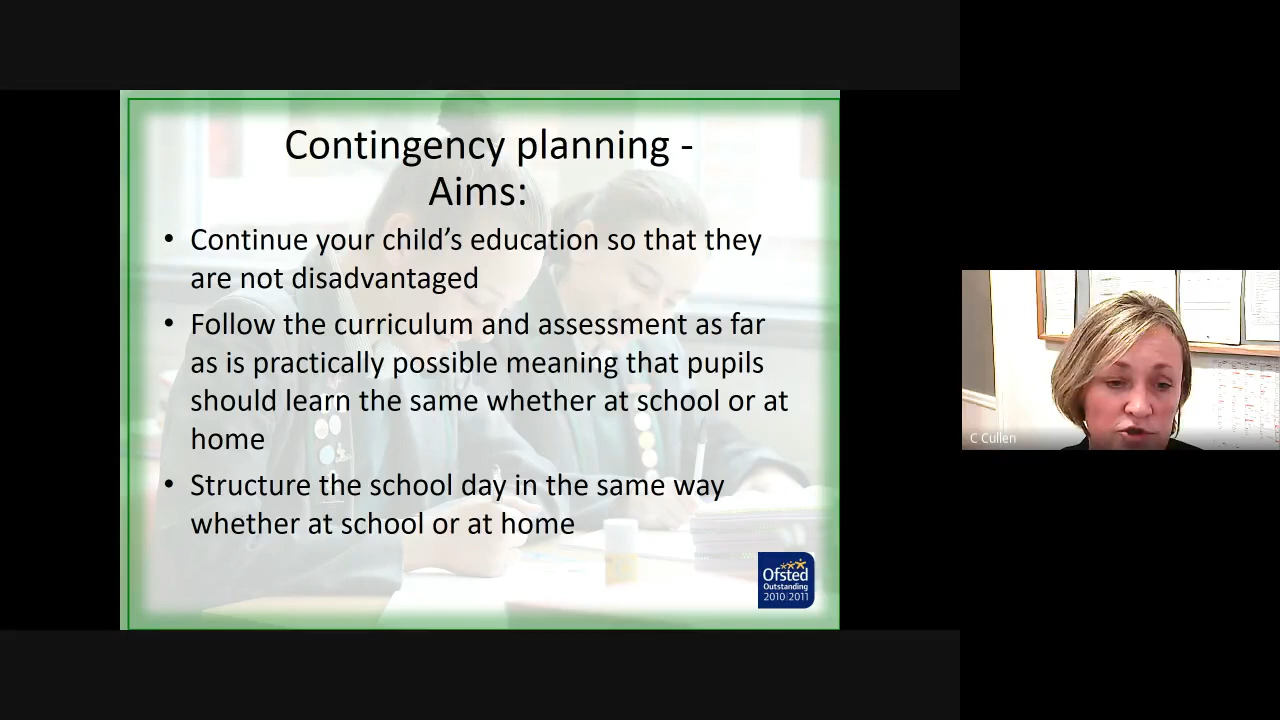 Contingency planning -
Aims:
• Continue your child’s education so that they
are not disadvantaged
• Follow the curriculum and assessment as far
as is practically possible meaning that pupils
should learn the same whether at school or at
home
• Structure the school day in the same way
whether at school or at home
Ofsted
Outstanding
2010|2011
C Cullen